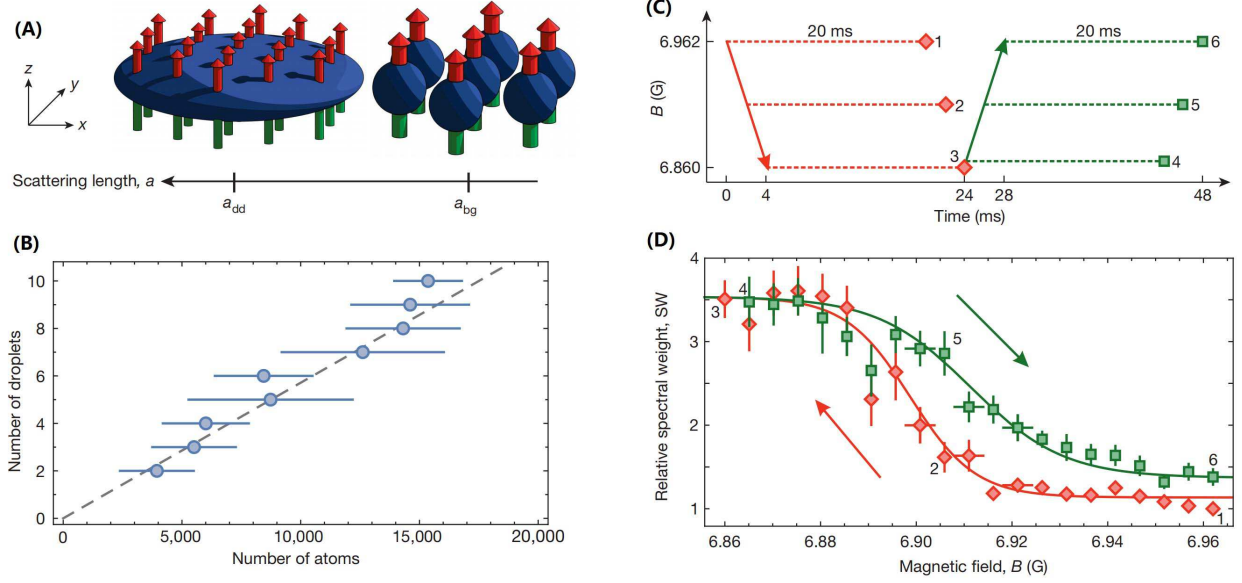 (A)
z
y
x
Scattering length, a
a_dd
a_bg
(B)
Number of droplets
10
8
6
4
2
0
0
5,000
10,000
15,000
20,000
Number of atoms
(C)
B (G)
6.962
6.860
20 ms
20 ms
1
2
3
4
5
6
0
4
24
28
48
Time (ms)
(D)
Relative spectral weight, SW
4
3
2
1
4
3
5
2
6
1
6.86
6.88
6.90
6.92
6.94
6.96
Magnetic field, B (G)